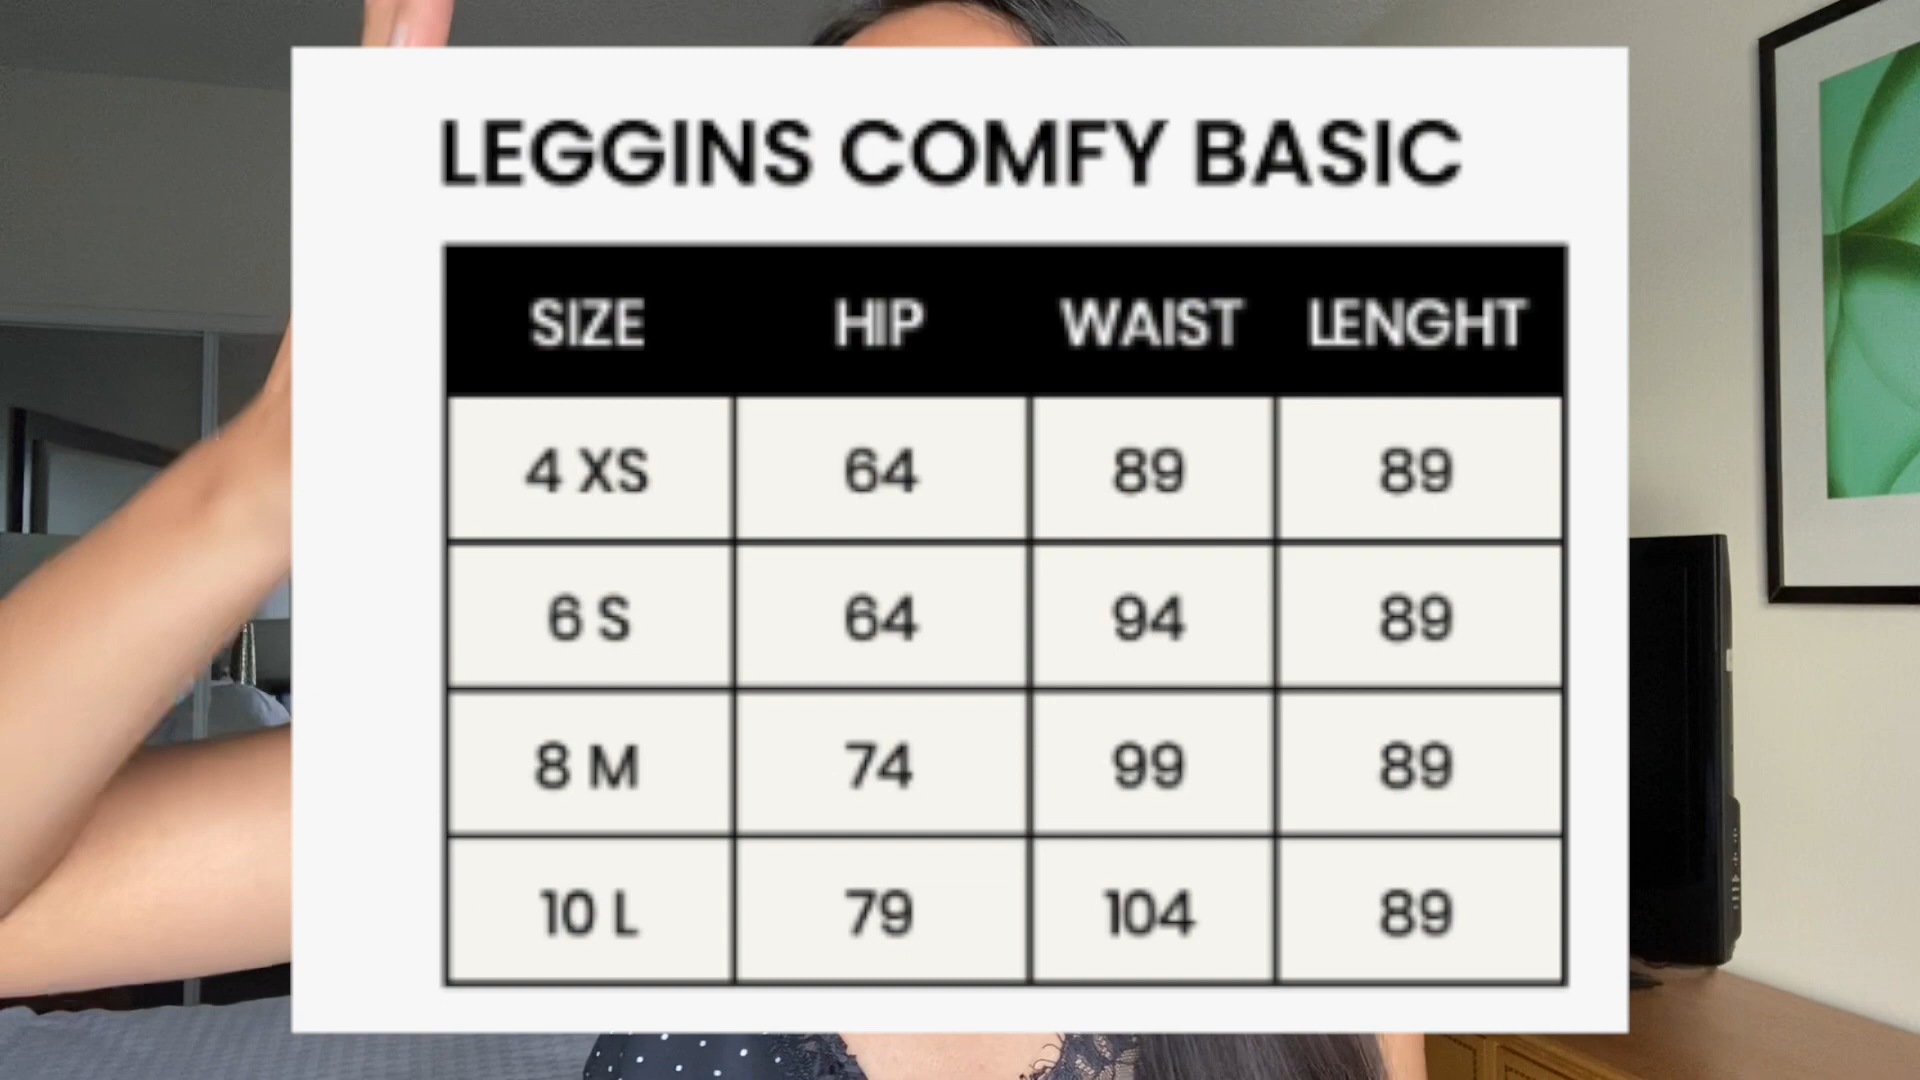 LEGGINS COMFY BASIC
SIZE HIP WAIST LENGHT
4 XS 64 89 89
6 S 64 94 89
8 M 74 99 89
10 L 79 104 89